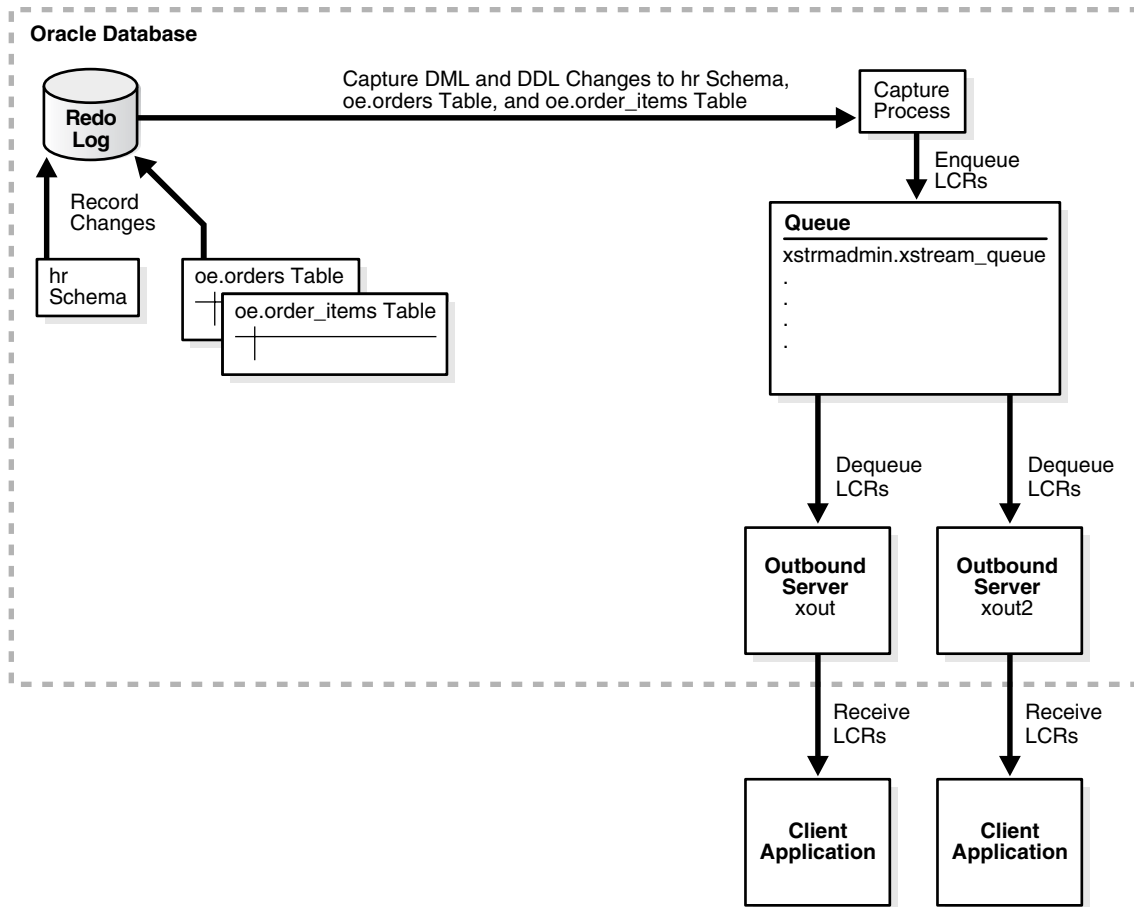 Oracle Database
Redo
Log
Capture DML and DDL Changes to hr Schema,
oe.orders Table, and oe.order_items Table
Capture
Process
Record
Changes
Enqueue
LCRs
hr
Schema
oe.orders Table
oe.order_items Table
Queue
xstrmadmin.xstream_queue
.
.
.
.
Dequeue
LCRs
Dequeue
LCRs
Outbound
Server
xout
Outbound
Server
xout2
Receive
LCRs
Receive
LCRs
Client
Application
Client
Application